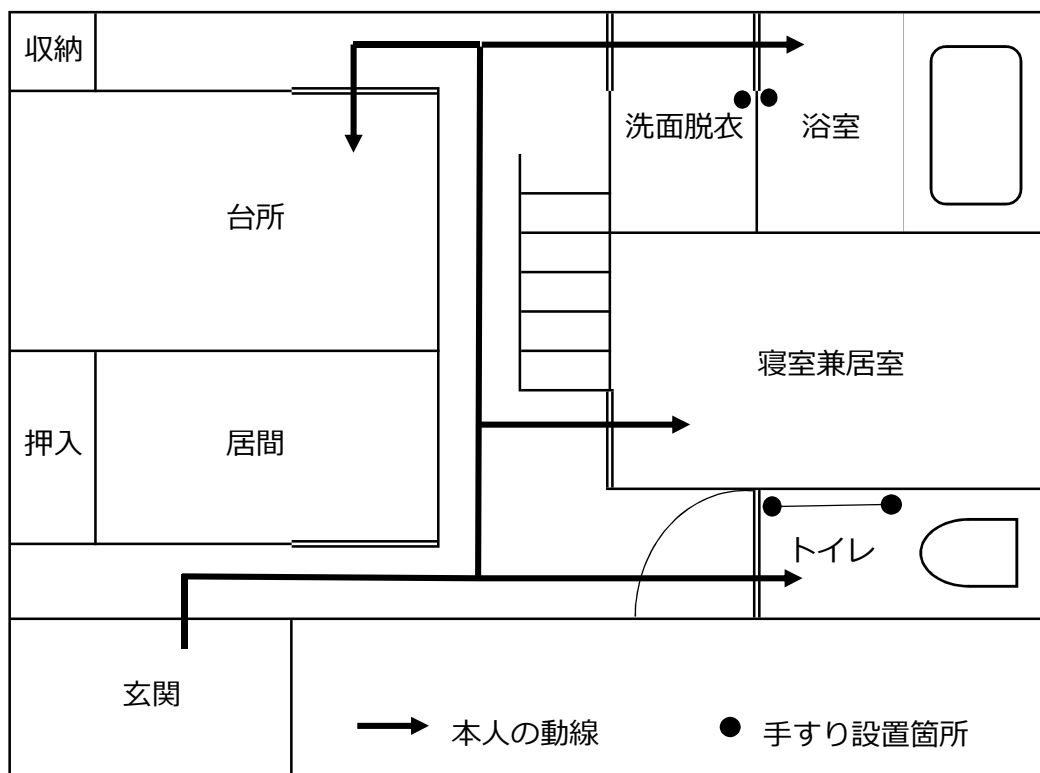 収納
洗面脱衣
浴室
台所
寝室兼居室
押入
居間
トイレ
玄関
本人の動線
手すり設置箇所